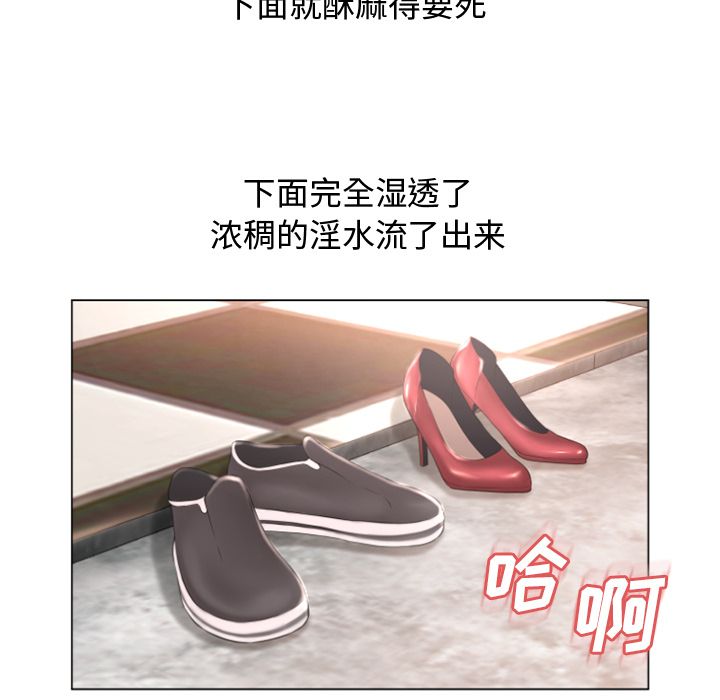 下面就酥麻得要死
下面完全湿透了
浓稠的淫水流了出来
哈啊